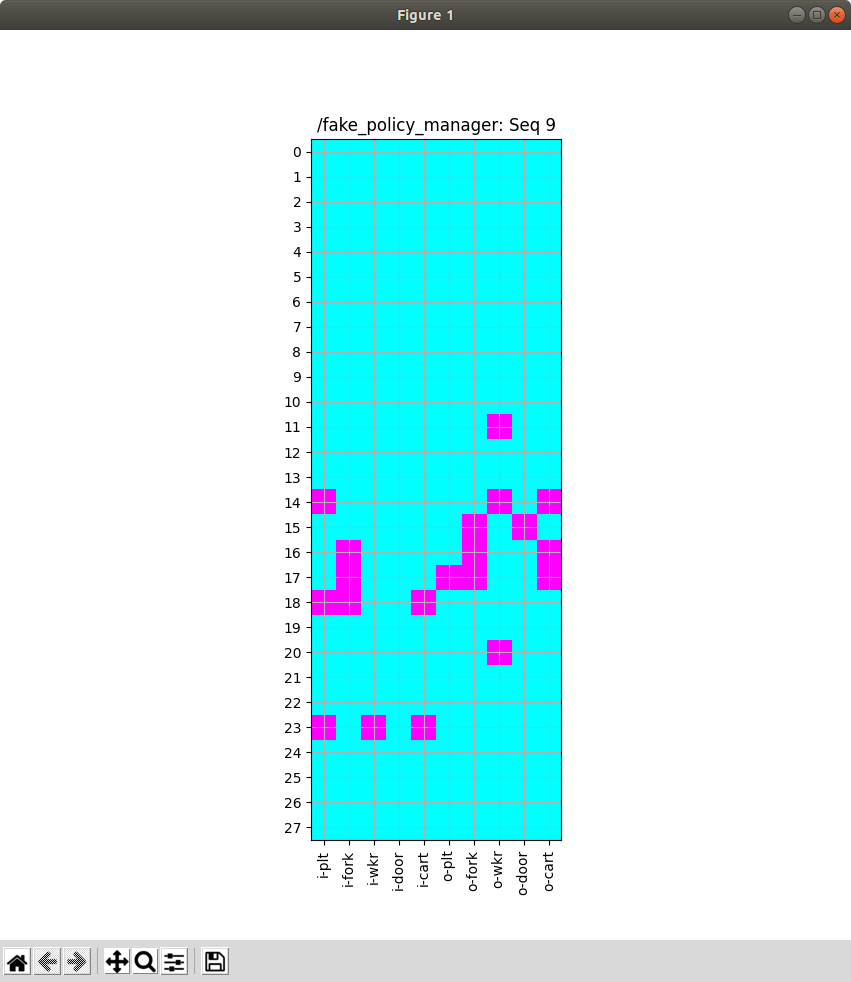 Figure 1
/fake_policy_manager: Seq 9
0
1
2
3
4
5
6
7
8
9
10
11
12
13
14
15
16
17
18
19
20
21
22
23
24
25
26
27
i-plt
i-fork
i-wkr
i-door
i-cart
o-plt
o-fork
o-wkr
o-door
o-cart